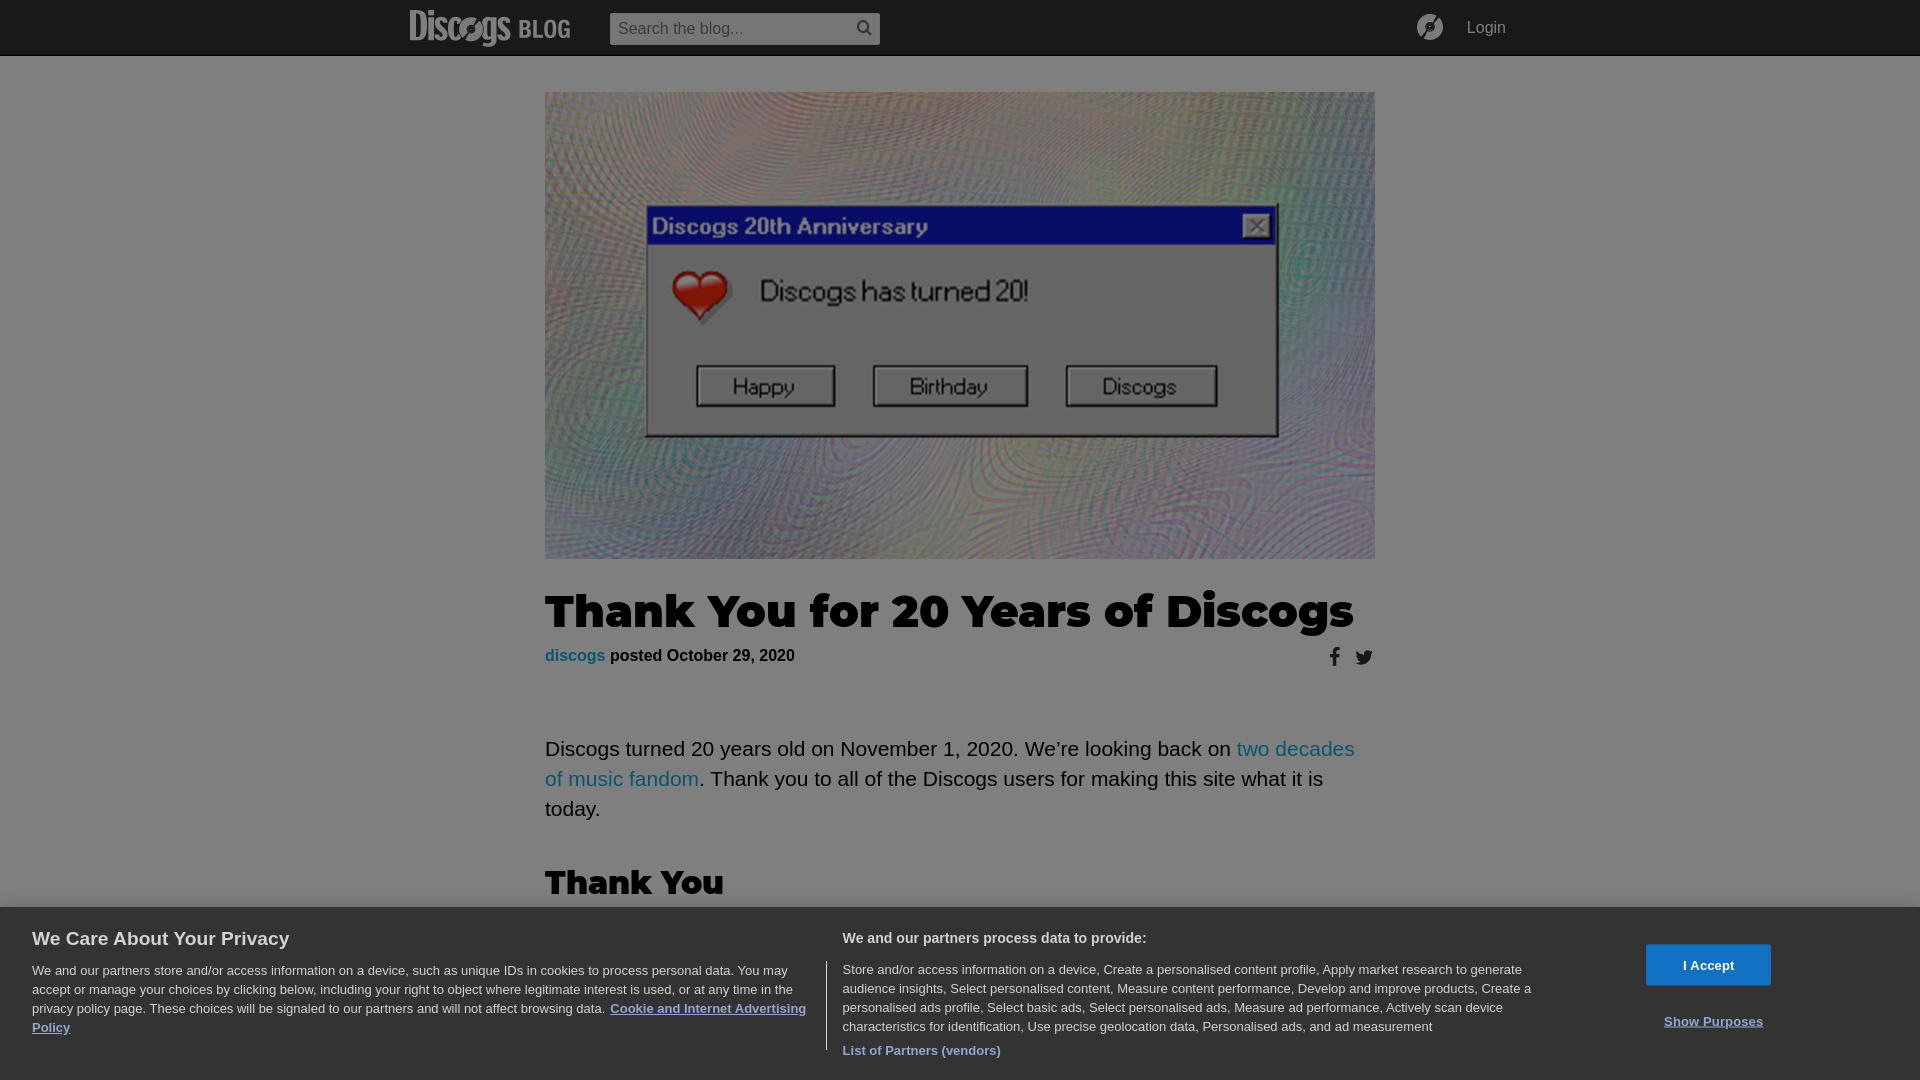 Discogs BLOG
Search the blog...
Login
Discogs 20th Anniversary
Discogs has turned 20!
Happy
Birthday
Discogs
Thank You for 20 Years of Discogs
discogs posted October 29, 2020
Discogs turned 20 years old on November 1, 2020. We’re looking back on two decades
of music fandom. Thank you to all of the Discogs users for making this site what it is
today.
Thank You
We Care About Your Privacy
We and our partners store and/or access information on a device, such as unique IDs in cookies to process personal data. You may
accept or manage your choices by clicking below, including your right to object where legitimate interest is used, or at any time in the
privacy policy page. These choices will be signaled to our partners and will not affect browsing data. Cookie and Internet Advertising
Policy
We and our partners process data to provide:
Store and/or access information on a device, Create a personalised content profile, Apply market research to generate
audience insights, Select personalised content, Measure content performance, Develop and improve products, Create a
personalised ads profile, Select basic ads, Select personalised ads, Measure ad performance, Actively scan device
characteristics for identification, Use precise geolocation data, Personalised ads, and ad measurement
List of Partners (vendors)
I Accept
Show Purposes